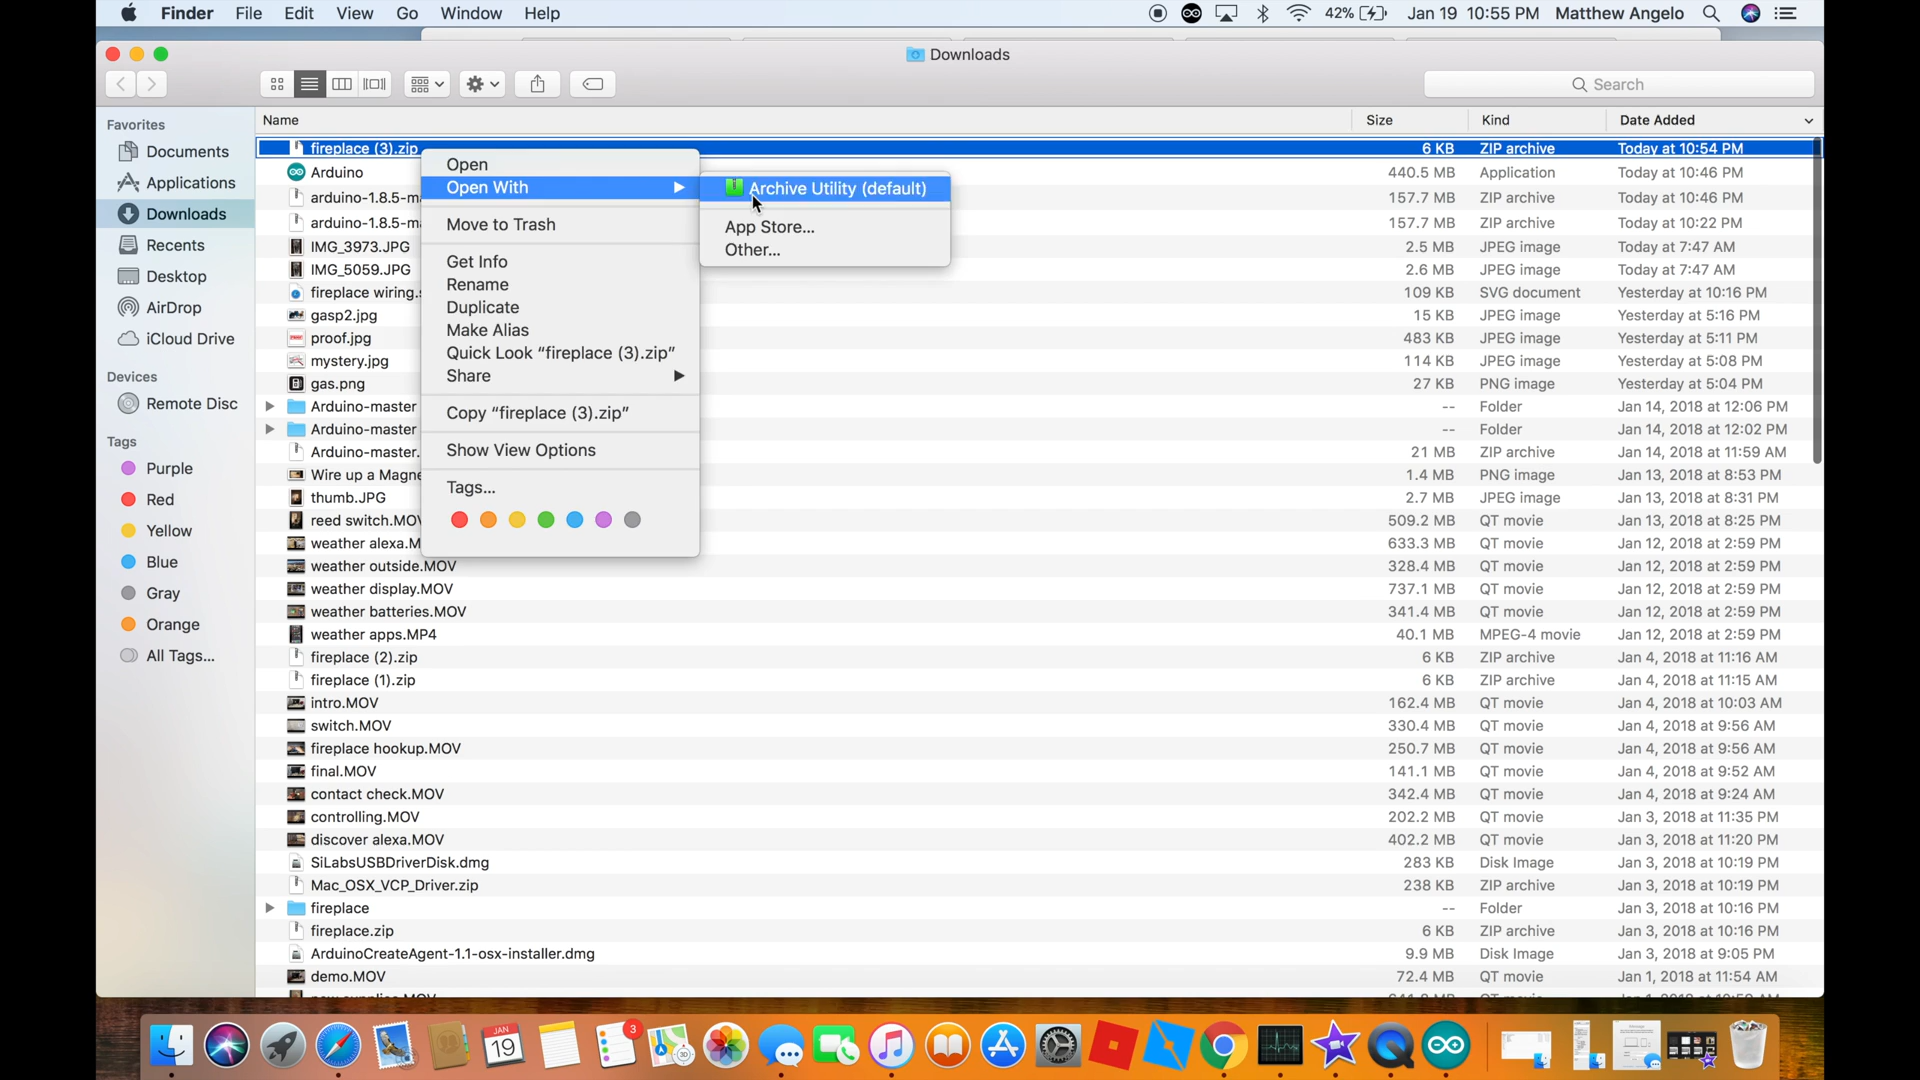 Finder File Edit View Go Window Help 42% Jan 19 10:55 PM Matthew Angelo
Downloads
Search
Favorites
Documents
Applications
Downloads
Recents
Desktop
AirDrop
iCloud Drive
Devices
Remote Disc
Tags
Purple
Red
Yellow
Blue
Gray
Orange
All Tags...
Name Size Kind Date Added
fireplace (3).zip 6 KB ZIP archive Today at 10:54 PM
Arduino 440.5 MB Application Today at 10:46 PM
arduino-1.8.5-m 157.7 MB ZIP archive Today at 10:46 PM
arduino-1.8.5-m 157.7 MB ZIP archive Today at 10:22 PM
IMG_3973.JPG 2.5 MB JPEG image Today at 7:47 AM
IMG_5059.JPG 2.6 MB JPEG image Today at 7:47 AM
fireplace wiring. 109 KB SVG document Yesterday at 10:16 PM
gasp2.jpg 15 KB JPEG image Yesterday at 5:16 PM
proof.jpg 483 KB JPEG image Yesterday at 5:11 PM
mystery.jpg 114 KB JPEG image Yesterday at 5:08 PM
gas.png 27 KB PNG image Yesterday at 5:04 PM
Arduino-master -- Folder Jan 14, 2018 at 12:06 PM
Arduino-master -- Folder Jan 14, 2018 at 12:02 PM
Arduino-master. 21 MB ZIP archive Jan 14, 2018 at 11:59 AM
Wire up a Magne 1.4 MB PNG image Jan 13, 2018 at 8:53 PM
thumb.JPG 2.7 MB JPEG image Jan 13, 2018 at 8:31 PM
reed switch.MOV 509.2 MB QT movie Jan 13, 2018 at 8:25 PM
weather alexa.M 633.3 MB QT movie Jan 12, 2018 at 2:59 PM
weather outside.MOV 328.4 MB QT movie Jan 12, 2018 at 2:59 PM
weather display.MOV 737.1 MB QT movie Jan 12, 2018 at 2:59 PM
weather batteries.MOV 341.4 MB QT movie Jan 12, 2018 at 2:59 PM
weather apps.MP4 40.1 MB MPEG-4 movie Jan 12, 2018 at 2:59 PM
fireplace (2).zip 6 KB ZIP archive Jan 4, 2018 at 11:16 AM
fireplace (1).zip 6 KB ZIP archive Jan 4, 2018 at 11:15 AM
intro.MOV 162.4 MB QT movie Jan 4, 2018 at 10:03 AM
switch.MOV 330.4 MB QT movie Jan 4, 2018 at 9:56 AM
fireplace hookup.MOV 250.7 MB QT movie Jan 4, 2018 at 9:56 AM
final.MOV 141.1 MB QT movie Jan 4, 2018 at 9:52 AM
contact check.MOV 342.4 MB QT movie Jan 4, 2018 at 9:24 AM
controlling.MOV 202.2 MB QT movie Jan 3, 2018 at 11:35 PM
discover alexa.MOV 402.2 MB QT movie Jan 3, 2018 at 11:20 PM
SiLabsUSBDriverDisk.dmg 283 KB Disk Image Jan 3, 2018 at 10:19 PM
Mac_OSX_VCP_Driver.zip 238 KB ZIP archive Jan 3, 2018 at 10:19 PM
fireplace -- Folder Jan 3, 2018 at 10:16 PM
fireplace.zip 6 KB ZIP archive Jan 3, 2018 at 10:16 PM
ArduinoCreateAgent-1.1-osx-installer.dmg 9.9 MB Disk Image Jan 3, 2018 at 9:05 PM
demo.MOV 72.4 MB QT movie Jan 1, 2018 at 11:54 AM
Open
Open With
Move to Trash
Get Info
Rename
Duplicate
Make Alias
Quick Look “fireplace (3).zip”
Share
Copy “fireplace (3).zip”
Show View Options
Tags...
Archive Utility (default)
App Store...
Other...
JAN
19
3